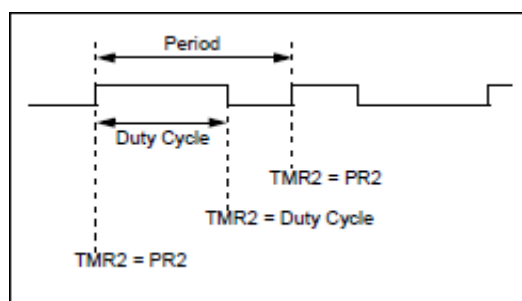 Period
Duty Cycle
TMR2 = PR2
TMR2 = Duty Cycle
TMR2 = PR2